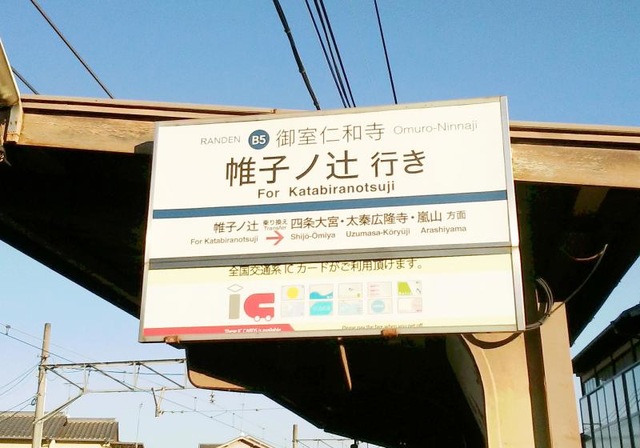 RANDEN B5 御室仁和寺 Omuro-Ninnaji
帷子ノ辻 行き
For Katabiranotsuji
帷子ノ辻 乗り換え 四条大宮・太秦広隆寺・嵐山 方面
For Katabiranotsuji Transfer Shijo-Ōmiya Uzumasa-Kōryūji Arashiyama
全国交通系ICカードがご利用頂けます。